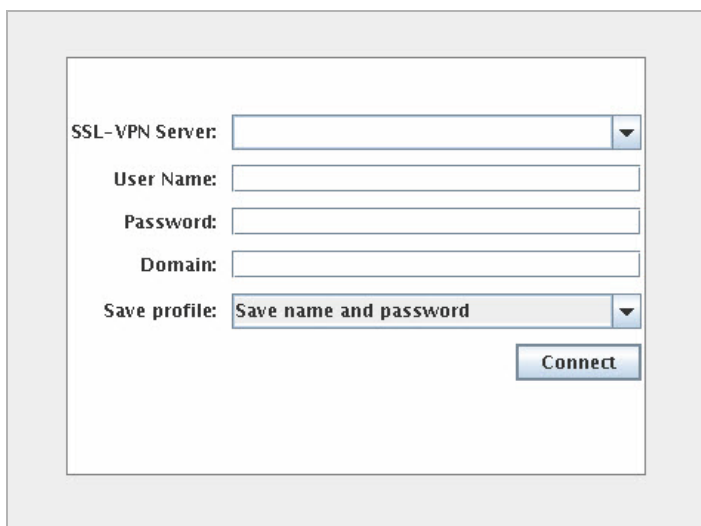 SSL-VPN Server:
User Name:
Password:
Domain:
Save profile: Save name and password
Connect